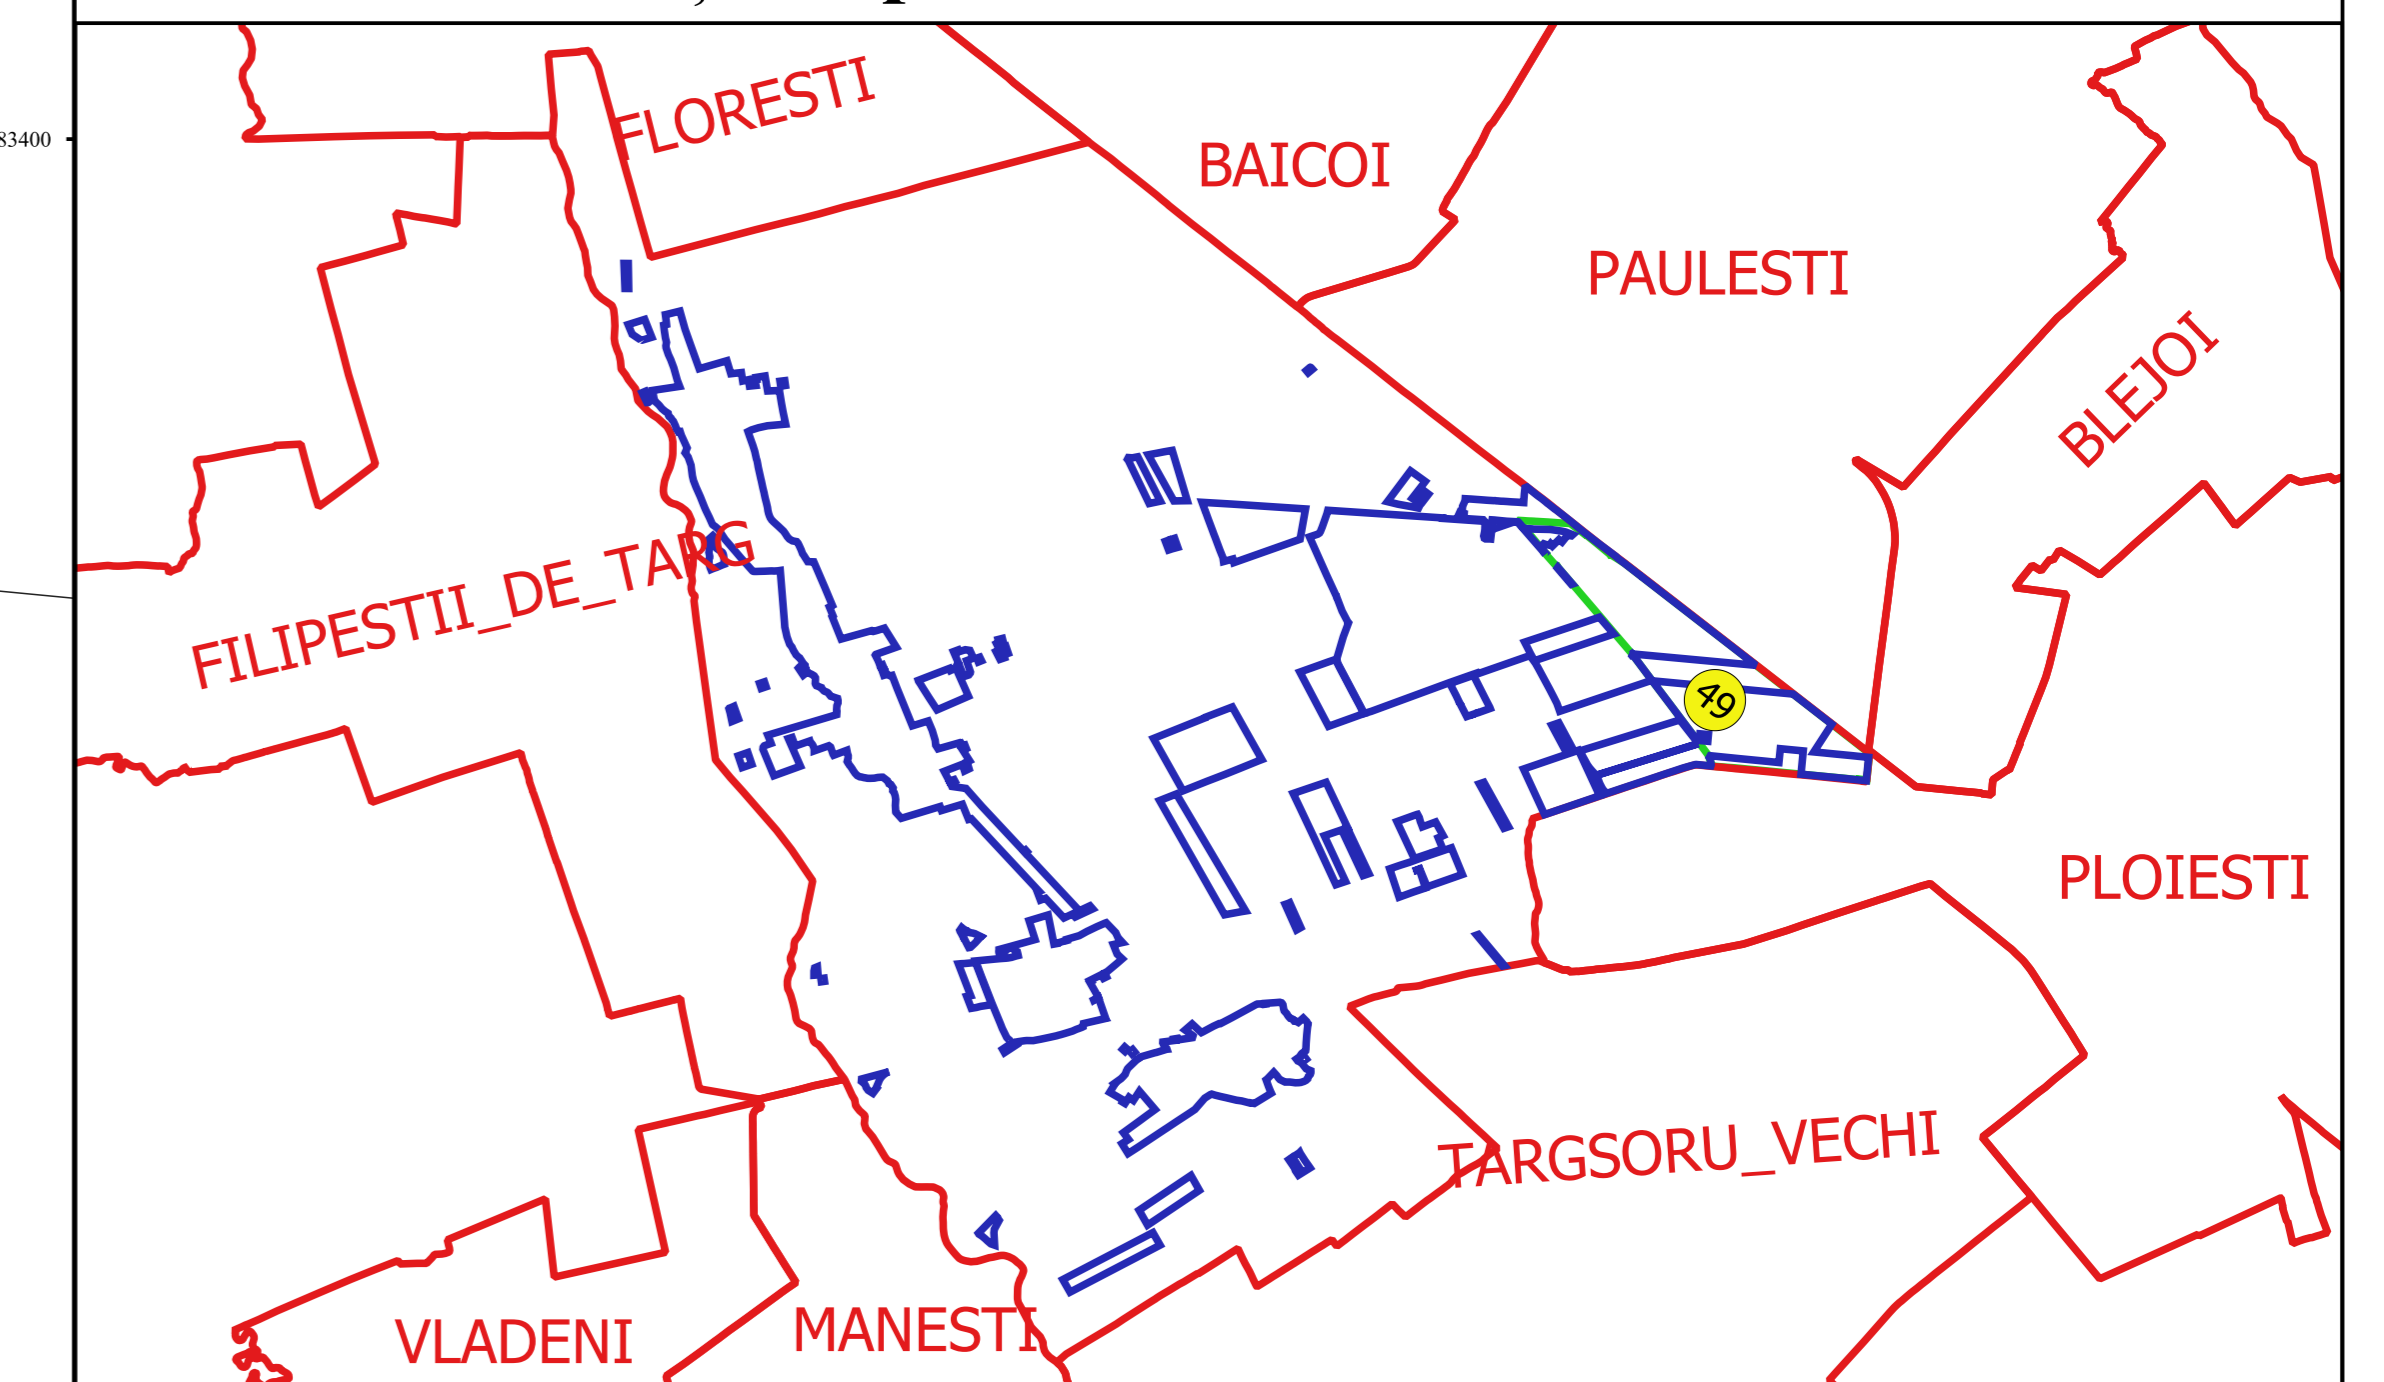 83400
FLORESTI
BAICOI
PAULESTI
BLEJOI
FILIPESTII_DE_TARG
49
PLOIESTI
TARGSORU_VECHI
MANESTI
VLADENI